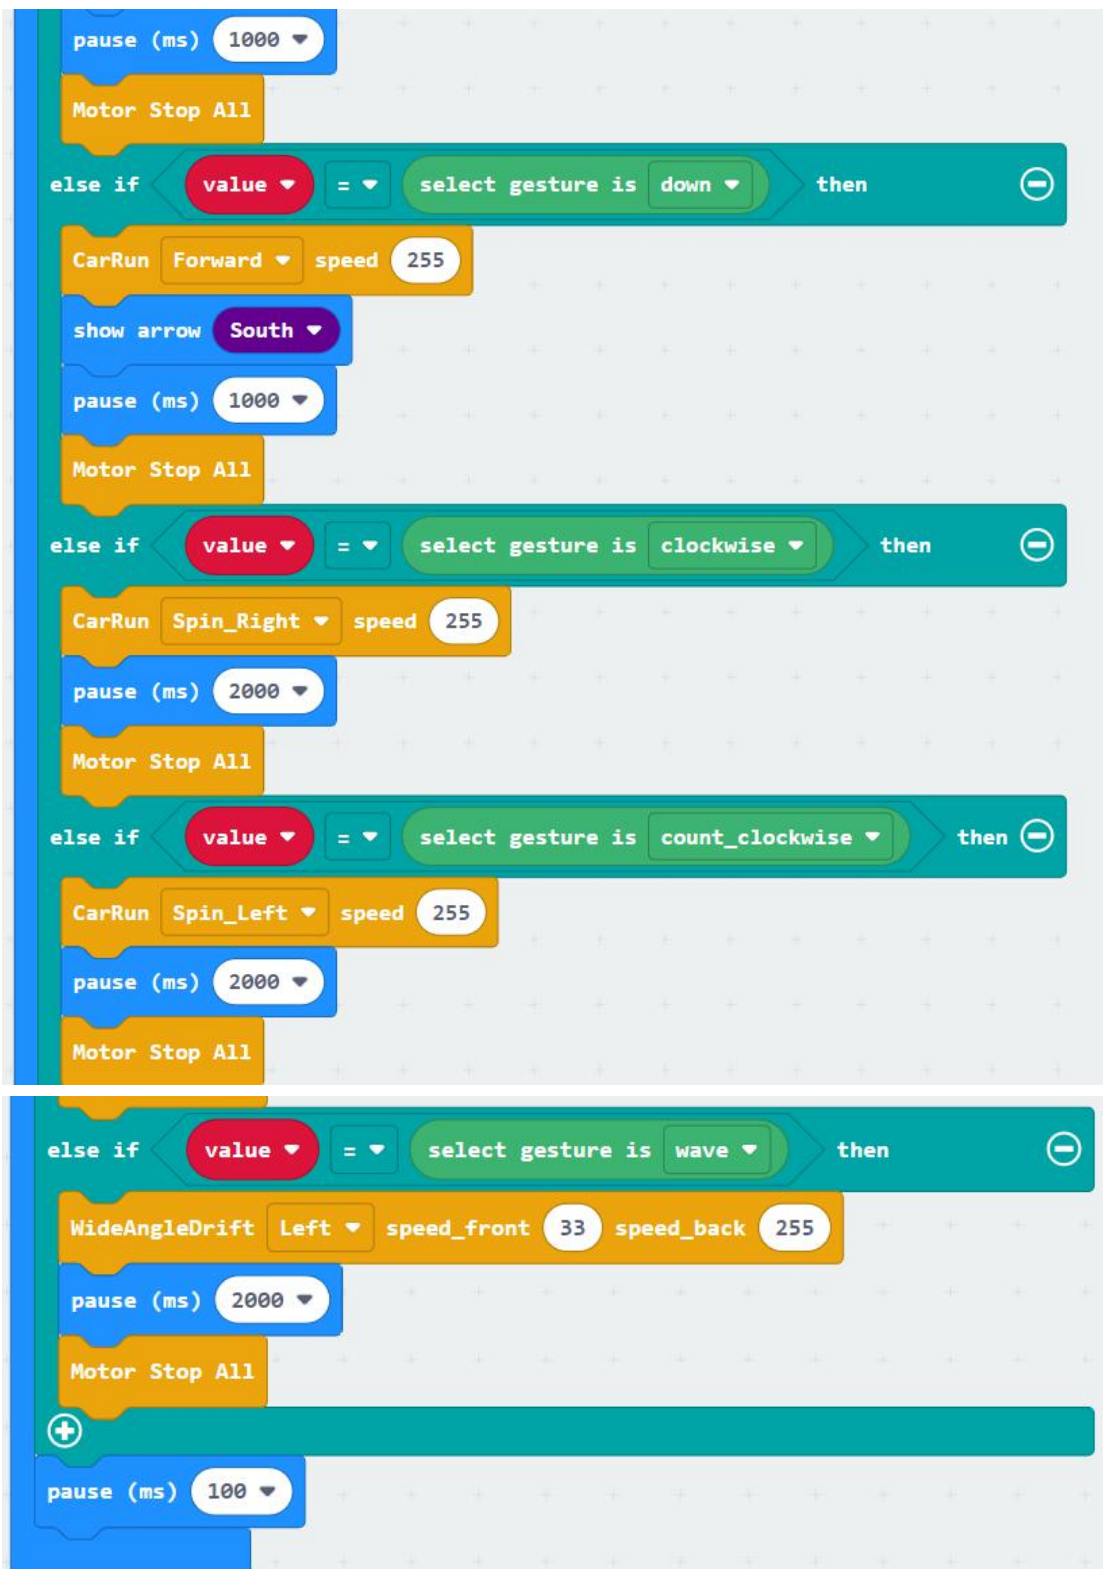 pause (ms) 1000
Motor Stop All
else if value = select gesture is down then
CarRun Forward speed 255
show arrow South
pause (ms) 1000
Motor Stop All
else if value = select gesture is clockwise then
CarRun Spin_Right speed 255
pause (ms) 2000
Motor Stop All
else if value = select gesture is count_clockwise then
CarRun Spin_Left speed 255
pause (ms) 2000
Motor Stop All
else if value = select gesture is wave then
WideAngleDrift Left speed_front 33 speed_back 255
pause (ms) 2000
Motor Stop All
pause (ms) 100